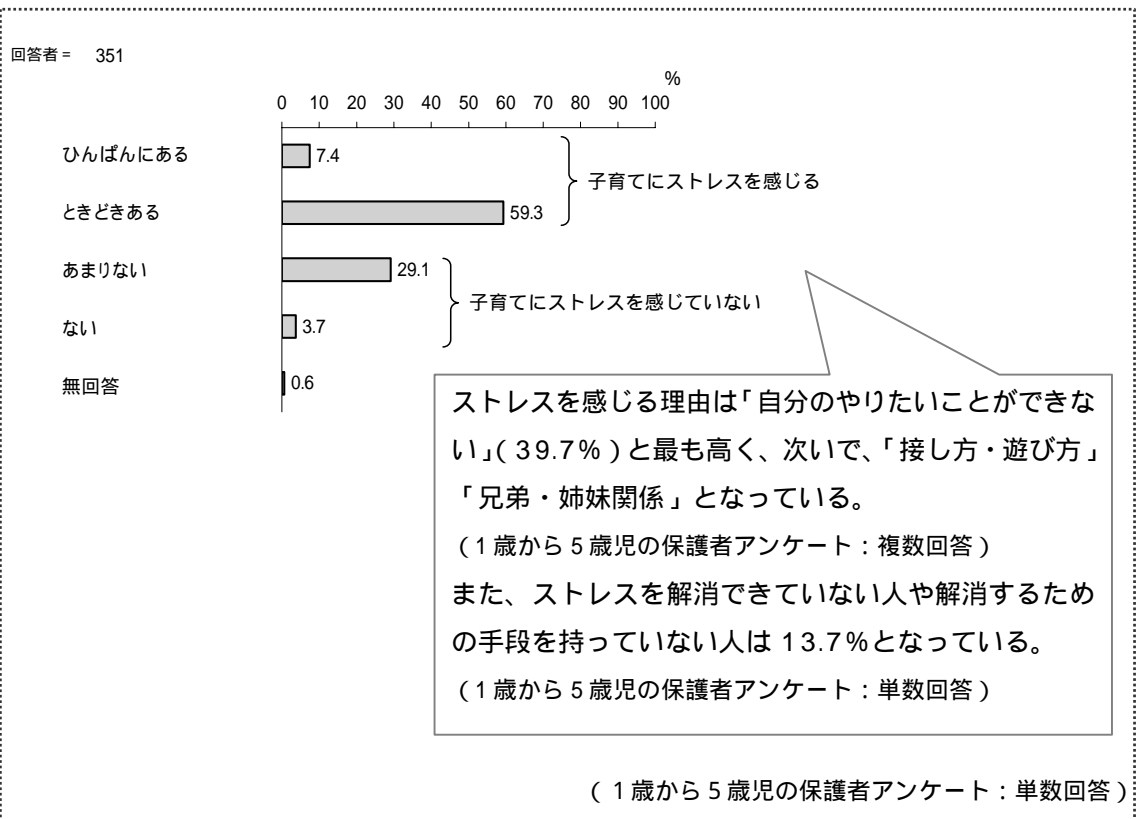 回答者＝ 351
%
0 10 20 30 40 50 60 70 80 90 100
ひんぱんにある 7.4
子育てにストレスを感じる
ときどきある 59.3
あまりない 29.1
子育てにストレスを感じていない
ない 3.7
無回答 0.6
ストレスを感じる理由は「自分のやりたいことができな
い」（39.7％）と最も高く、次いで、「接し方・遊び方」
「兄弟・姉妹関係」となっている。
（1歳から5歳児の保護者アンケート：複数回答）
また、ストレスを解消できていない人や解消するため
の手段を持っていない人は 13.7％となっている。
（1歳から5歳児の保護者アンケート：単数回答）
（1歳から5歳児の保護者アンケート：単数回答）